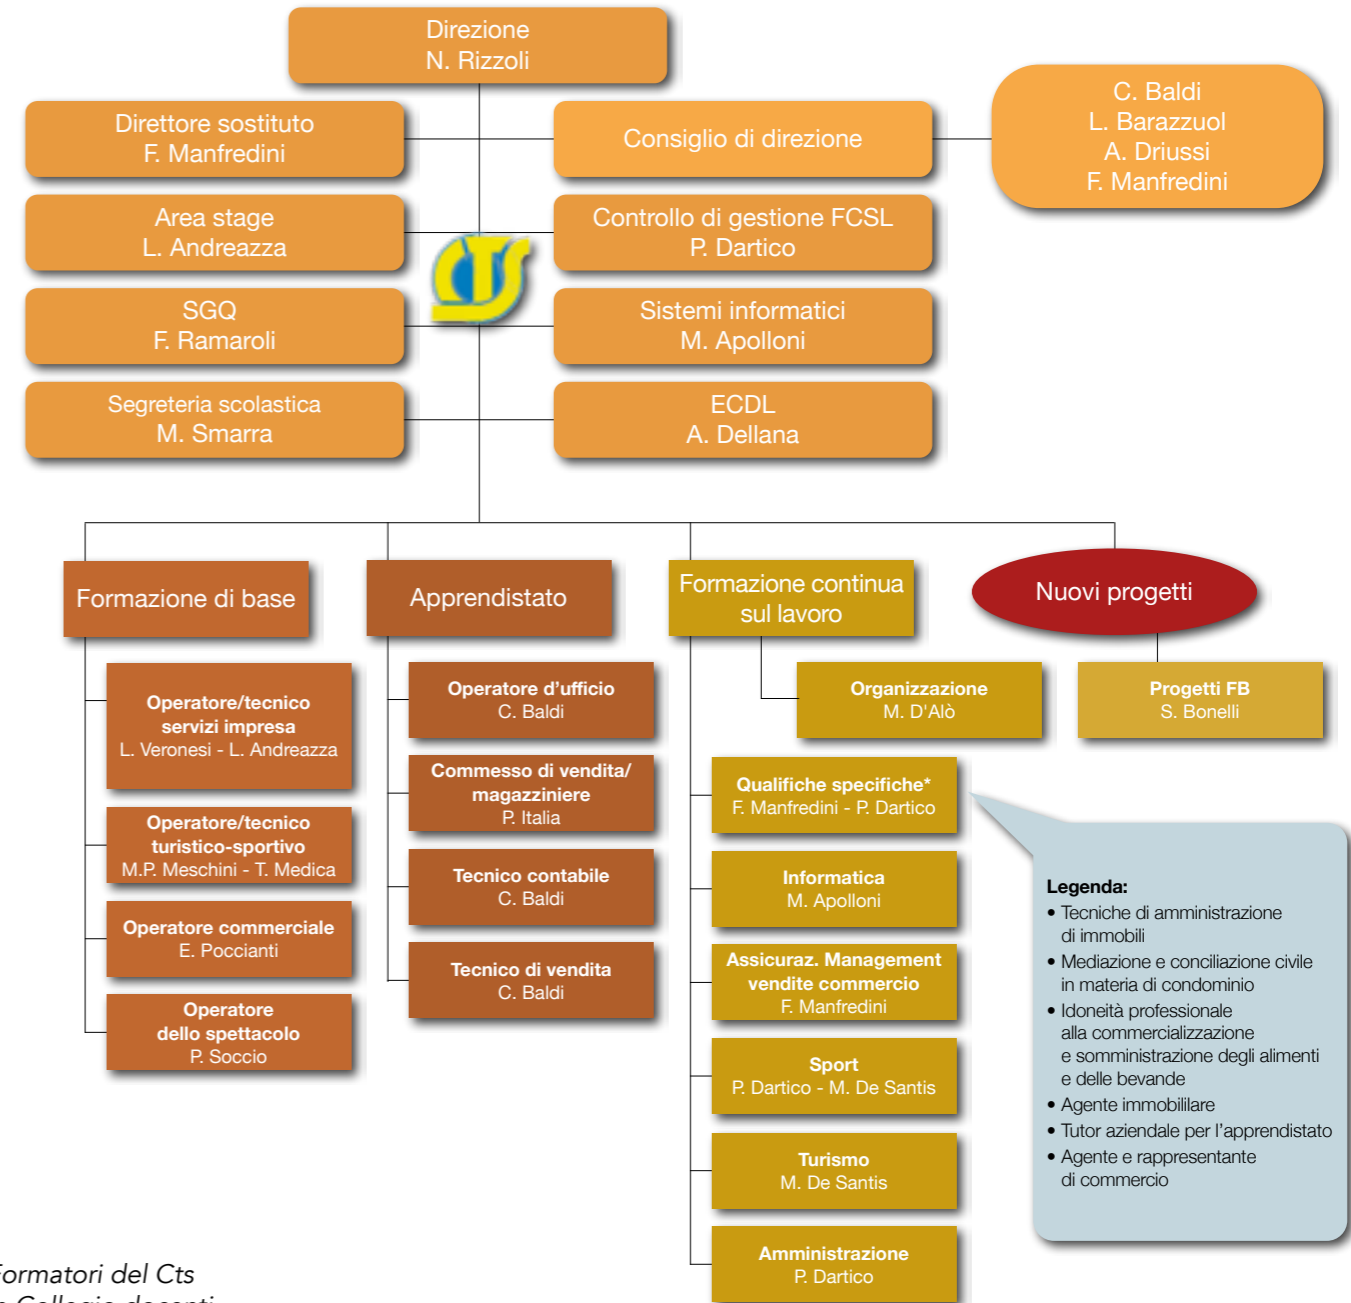 Direzione
N. Rizzoli
Direttore sostituto
F. Manfredini
Consiglio di direzione
C. Baldi
L. Barazzuol
A. Driussi
F. Manfredini
Area stage
L. Andreazza
Controllo di gestione FCSL
P. Dartico
CTS
SGQ
F. Ramaroli
Sistemi informatici
M. Apolloni
Segreteria scolastica
M. Smarra
ECDL
A. Dellana
Formazione di base
Operatore/tecnico
servizi impresa
L. Veronesi - L. Andreazza
Operatore/tecnico
turistico-sportivo
M.P. Meschini - T. Medica
Operatore commerciale
E. Poccianti
Operatore
dello spettacolo
P. Soccio
Apprendistato
Operatore d'ufficio
C. Baldi
Commesso di vendita/
magazziniere
P. Italia
Tecnico contabile
C. Baldi
Tecnico di vendita
C. Baldi
Formazione continua
sul lavoro
Organizzazione
M. D'Alò
Qualifiche specifiche*
F. Manfredini - P. Dartico
Informatica
M. Apolloni
Assicuraz. Management
vendite commercio
F. Manfredini
Sport
P. Dartico - M. De Santis
Turismo
M. De Santis
Amministrazione
P. Dartico
Nuovi progetti
Progetti FB
S. Bonelli
Legenda:
• Tecniche di amministrazione
di immobili
• Mediazione e conciliazione civile
in materia di condominio
• Idoneità professionale
alla commercializzazione
e somministrazione degli alimenti
e delle bevande
• Agente immobililare
• Tutor aziendale per l'apprendistato
• Agente e rappresentante
di commercio
Formatori del Cts
Collegio docenti